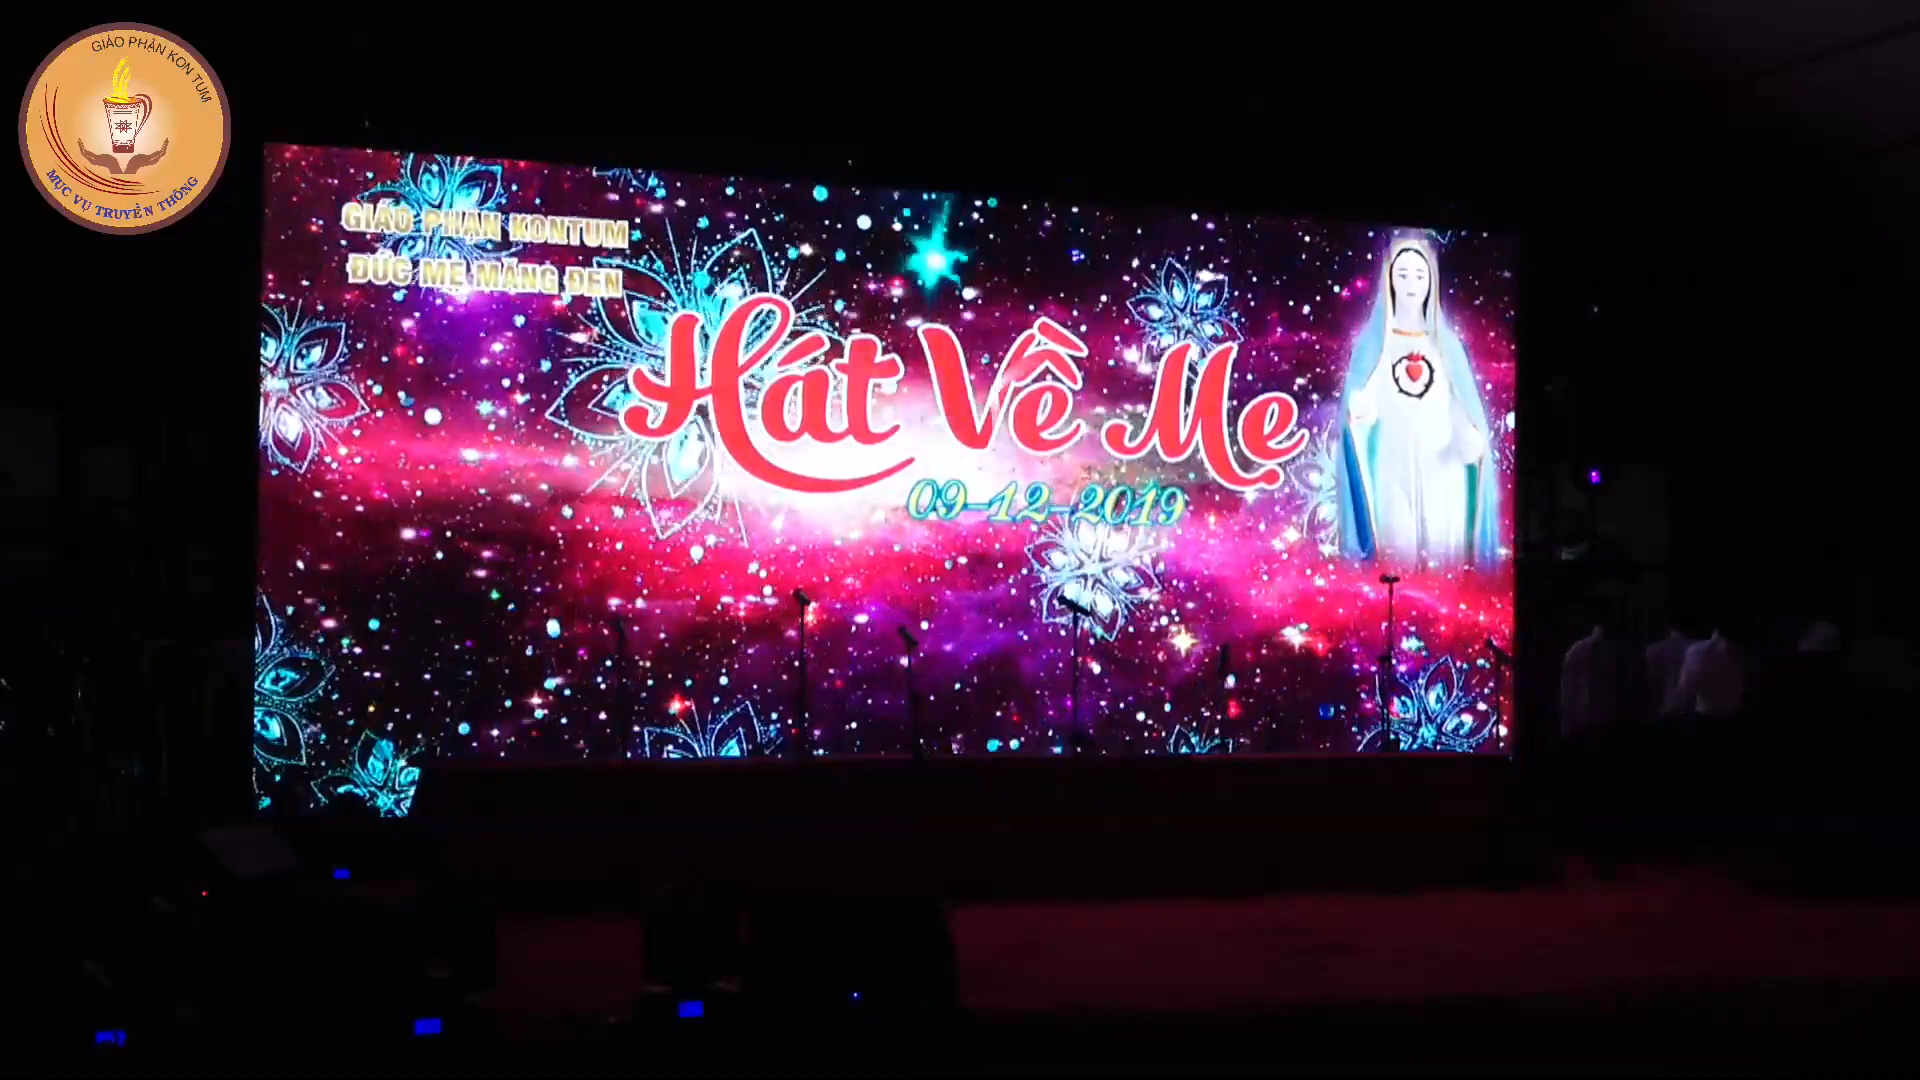 GIÁO PHẬN KON TUM
MỤC VỤ TRUYỀN THÔNG
GIÁO PHẬN KONTUM
ĐỨC MẸ MĂNG ĐEN
Hát Về Mẹ
09-12-2019